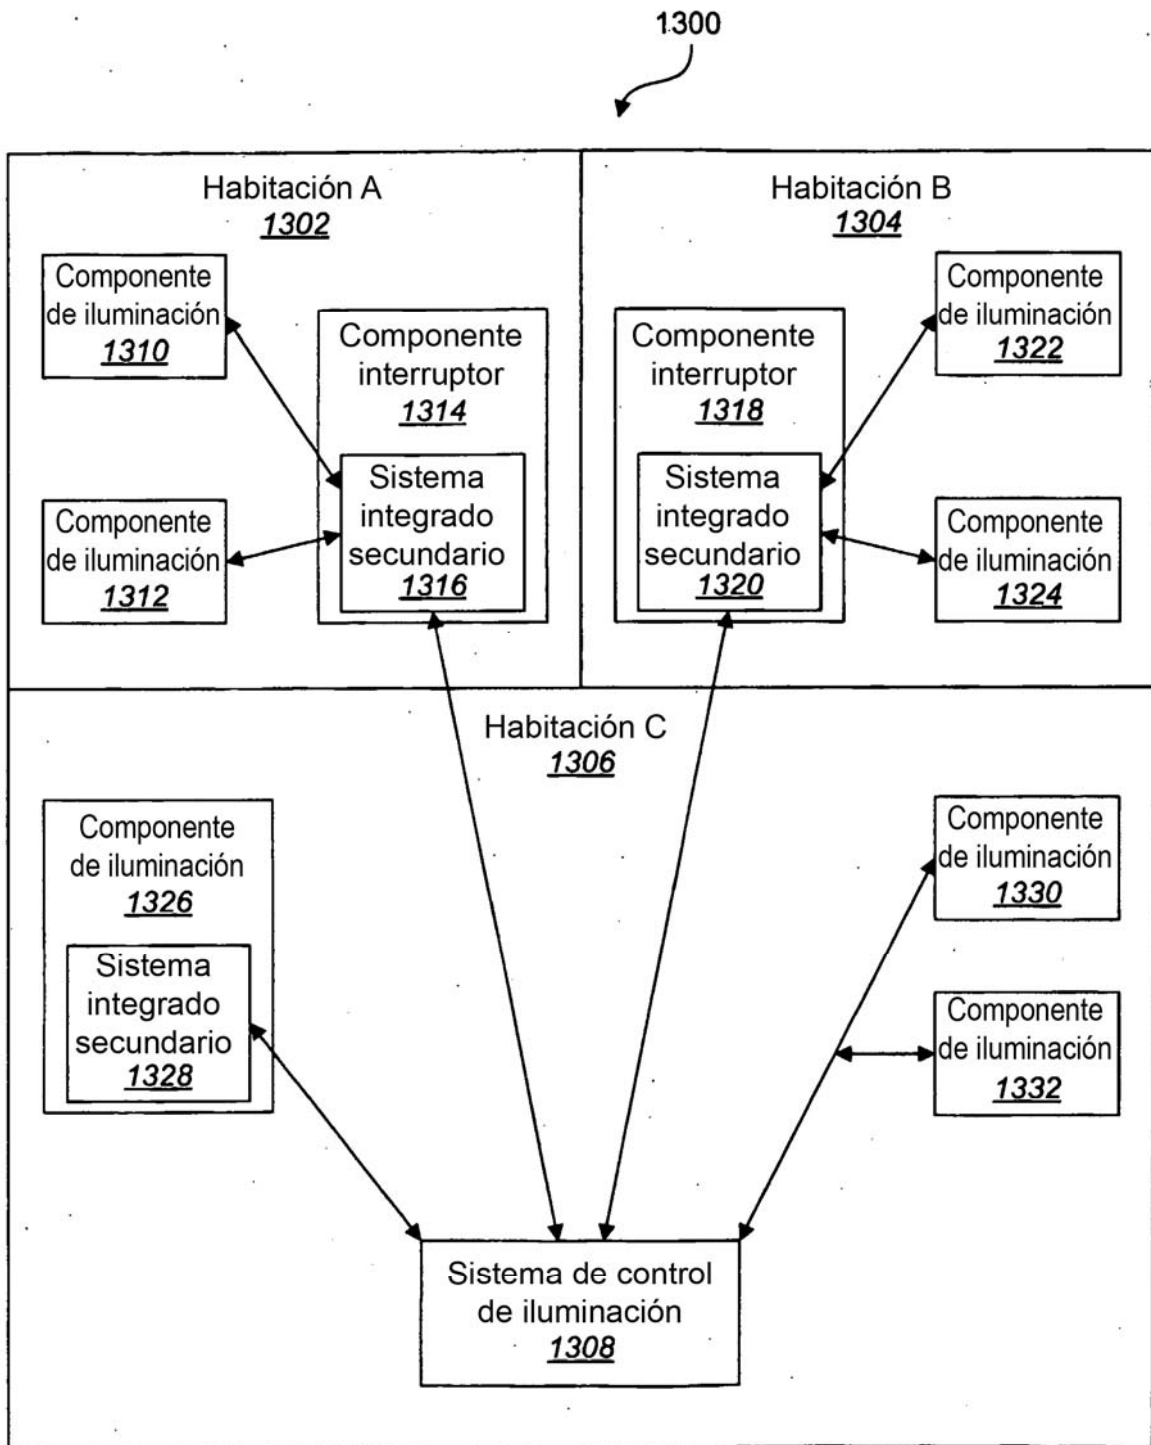 1300
Habitación A
1302
Componente
de iluminación
1310
Componente
interruptor
1314
Sistema
integrado
secundario
1316
Componente
de iluminación
1312
Habitación B
1304
Componente
interruptor
1318
Sistema
integrado
secundario
1320
Componente
de iluminación
1322
Componente
de iluminación
1324
Habitación C
1306
Componente
de iluminación
1326
Sistema
integrado
secundario
1328
Componente
de iluminación
1330
Componente
de iluminación
1332
Sistema de control
de iluminación
1308